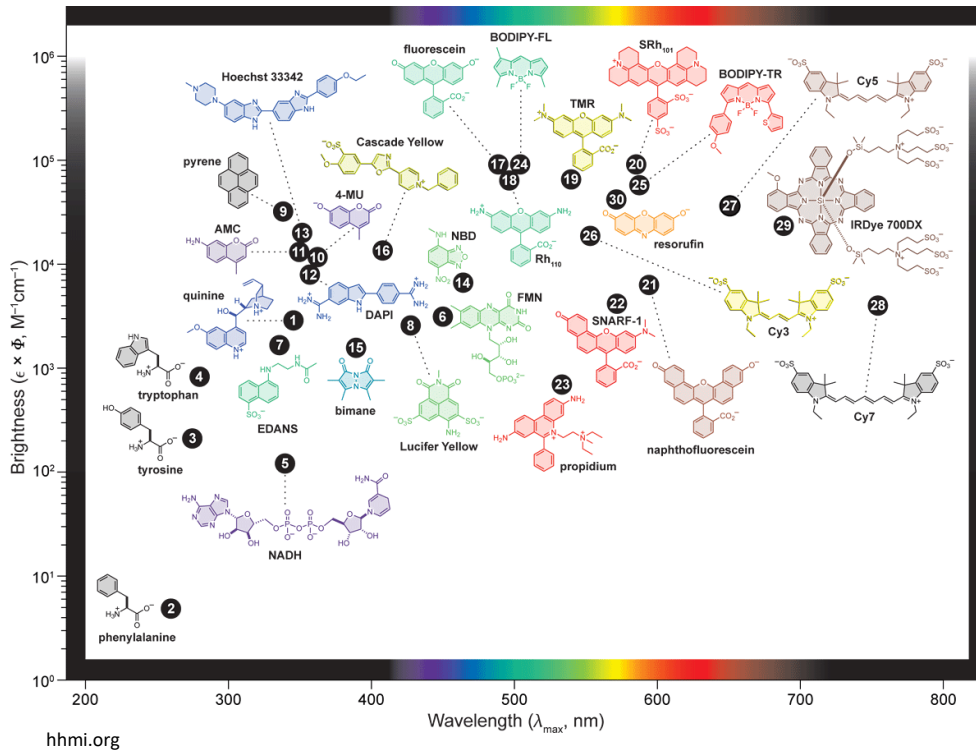 10⁶
10⁵
10⁴
10³
10²
10¹
10⁰
Brightness (ϵ × Φ, M⁻¹cm⁻¹)
fluorescein
BODIPY-FL
SRh₁₀₁
BODIPY-TR
Cy5
Hoechst 33342
TMR
Cascade Yellow
pyrene
4-MU
AMC
NBD
Rh₁₁₀
resorufin
IRDye 700DX
quinine
DAPI
FMN
SNARF-1
Cy3
tryptophan
EDANS
bimane
Lucifer Yellow
propidium
naphthofluorescein
Cy7
tyrosine
NADH
phenylalanine
17
24
18
19
20
25
30
27
29
9
13
11
10
12
16
26
14
21
22
28
1
7
8
6
15
4
23
3
5
2
200
300
400
500
600
700
800
Wavelength (λmax, nm)
hhmi.org